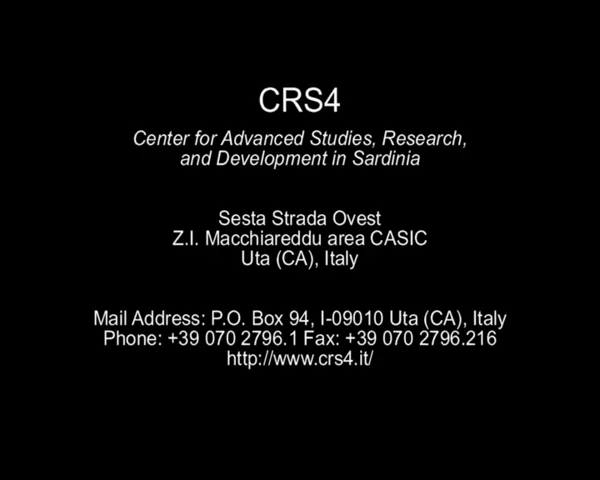 CRS4
Center for Advanced Studies, Research,
and Development in Sardinia
Sesta Strada Ovest
Z.I. Macchiareddu area CASIC
Uta (CA), Italy
Mail Address: P.O. Box 94, I-09010 Uta (CA), Italy
Phone: +39 070 2796.1 Fax: +39 070 2796.216
http://www.crs4.it/